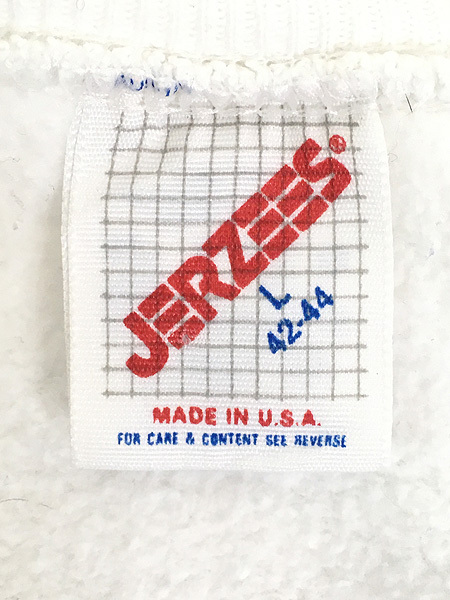 JERZEES®
L
42-44
MADE IN U.S.A.
FOR CARE & CONTENT SEE REVERSE